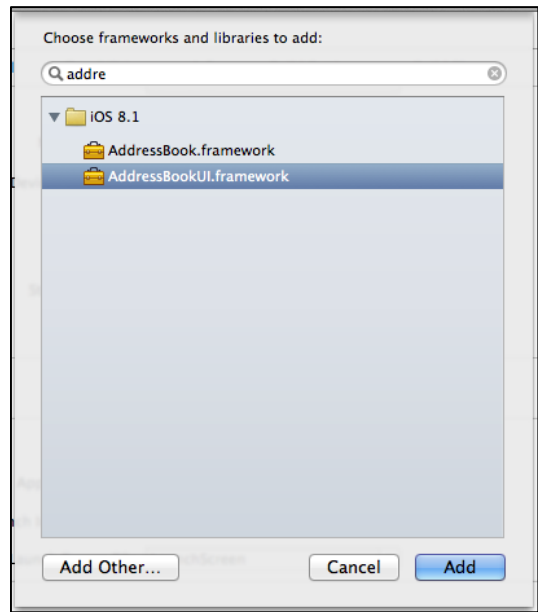 Choose frameworks and libraries to add:
addre
iOS 8.1
AddressBook.framework
AddressBookUI.framework
Add Other...
Cancel
Add